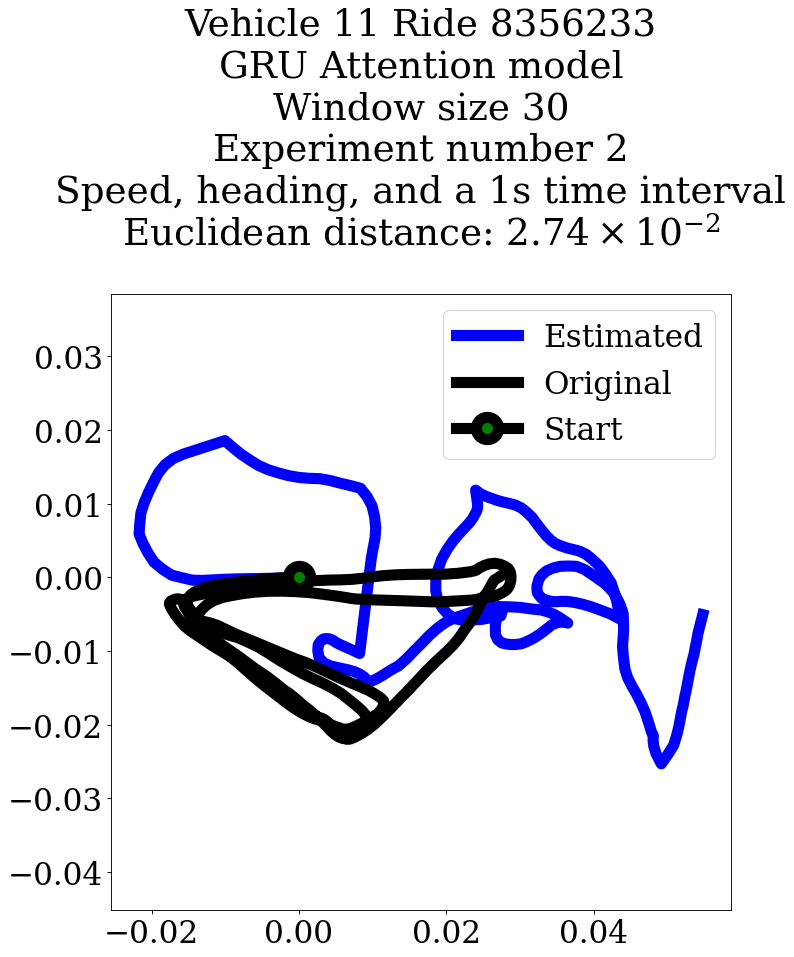 Vehicle 11 Ride 8356233
GRU Attention model
Window size 30
Experiment number 2
Speed, heading, and a 1s time interval
Euclidean distance: 2.74 × 10⁻²
Estimated
Original
Start
0.03
0.02
0.01
0.00
−0.01
−0.02
−0.03
−0.04
−0.02 0.00 0.02 0.04